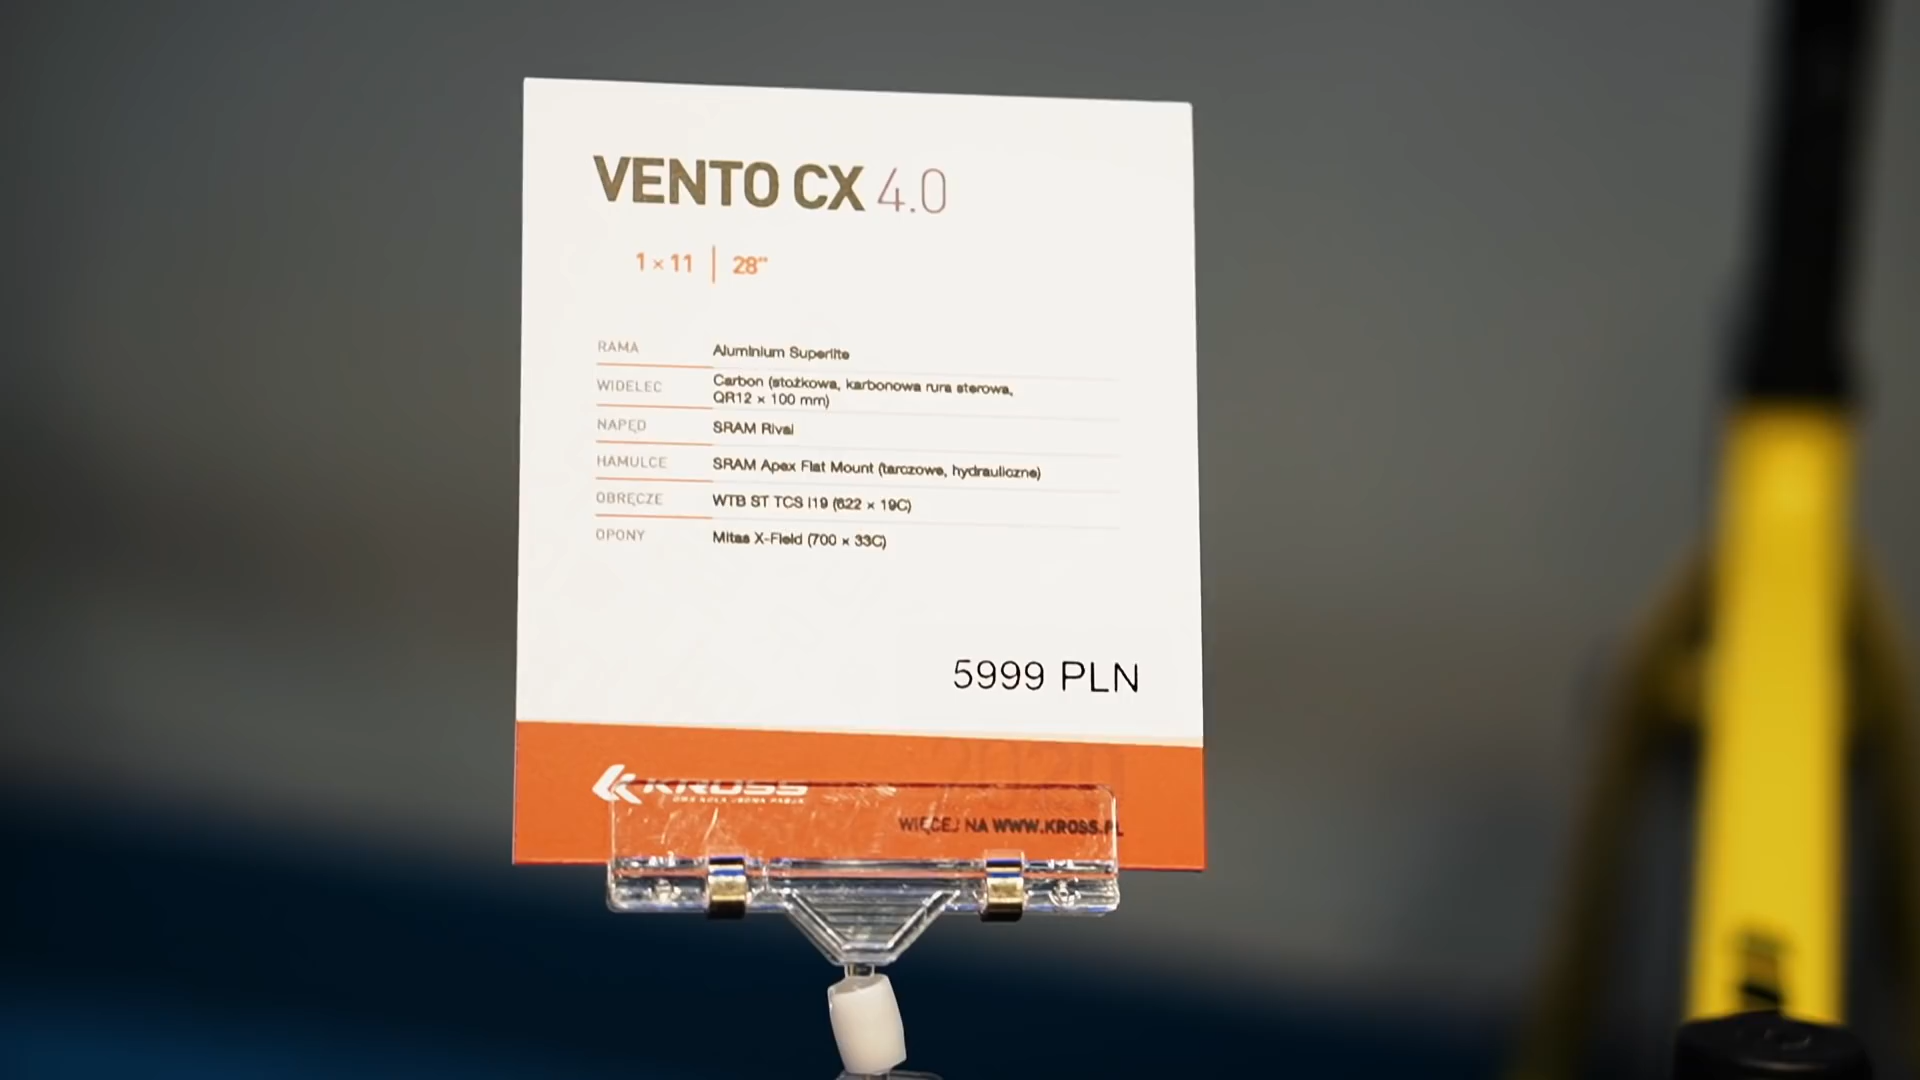 VENTO CX 4.0
1 × 11 | 28"
RAMA Aluminium Superlite
WIDELEC Carbon (stożkowa, karbonowa rura sterowa,
QR12 × 100 mm)
NAPĘD SRAM Rival
HAMULCE SRAM Apex Flat Mount (tarczowe, hydrauliczne)
OBRĘCZE WTB ST TCS i19 (622 × 19C)
OPONY Mitas X-Field (700 × 33C)
5999 PLN
2020
KROSS
WIĘCEJ NA WWW.KROSS.PL